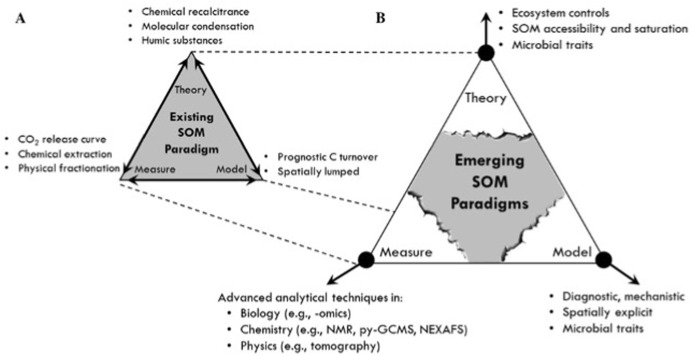 A
• Chemical recalcitrance
• Molecular condensation
• Humic substances
Theory
Existing
SOM
Paradigm
• CO₂ release curve
• Chemical extraction
• Physical fractionation
Measure
Model
• Prognostic C turnover
• Spatially lumped
B
• Ecosystem controls
• SOM accessibility and saturation
• Microbial traits
Theory
Emerging
SOM
Paradigms
Measure
Model
Advanced analytical techniques in:
• Biology (e.g., -omics)
• Chemistry (e.g., NMR, py-GCMS, NEXAFS)
• Physics (e.g., tomography)
• Diagnostic, mechanistic
• Spatially explicit
• Microbial traits